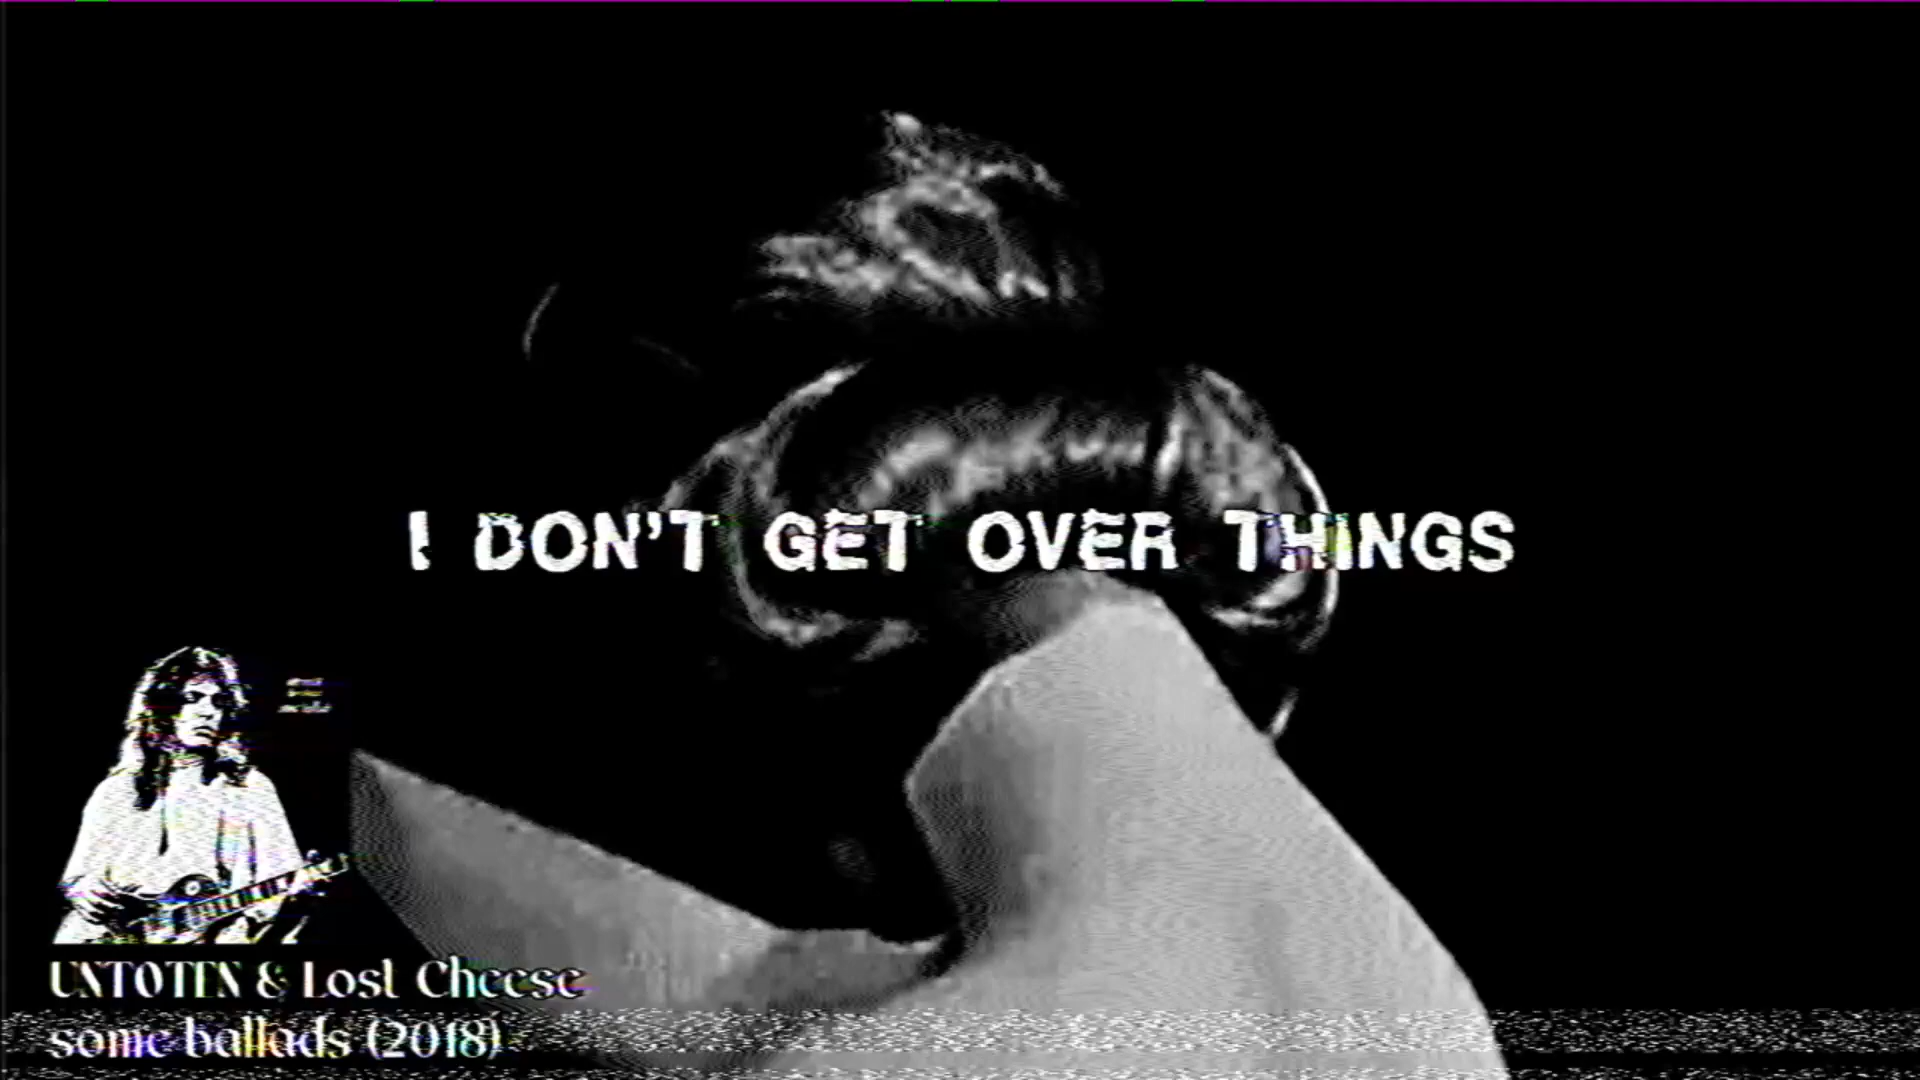 I DON'T GET OVER THINGS
UNTOTEN & Lost Cheese
some ballads (2018)